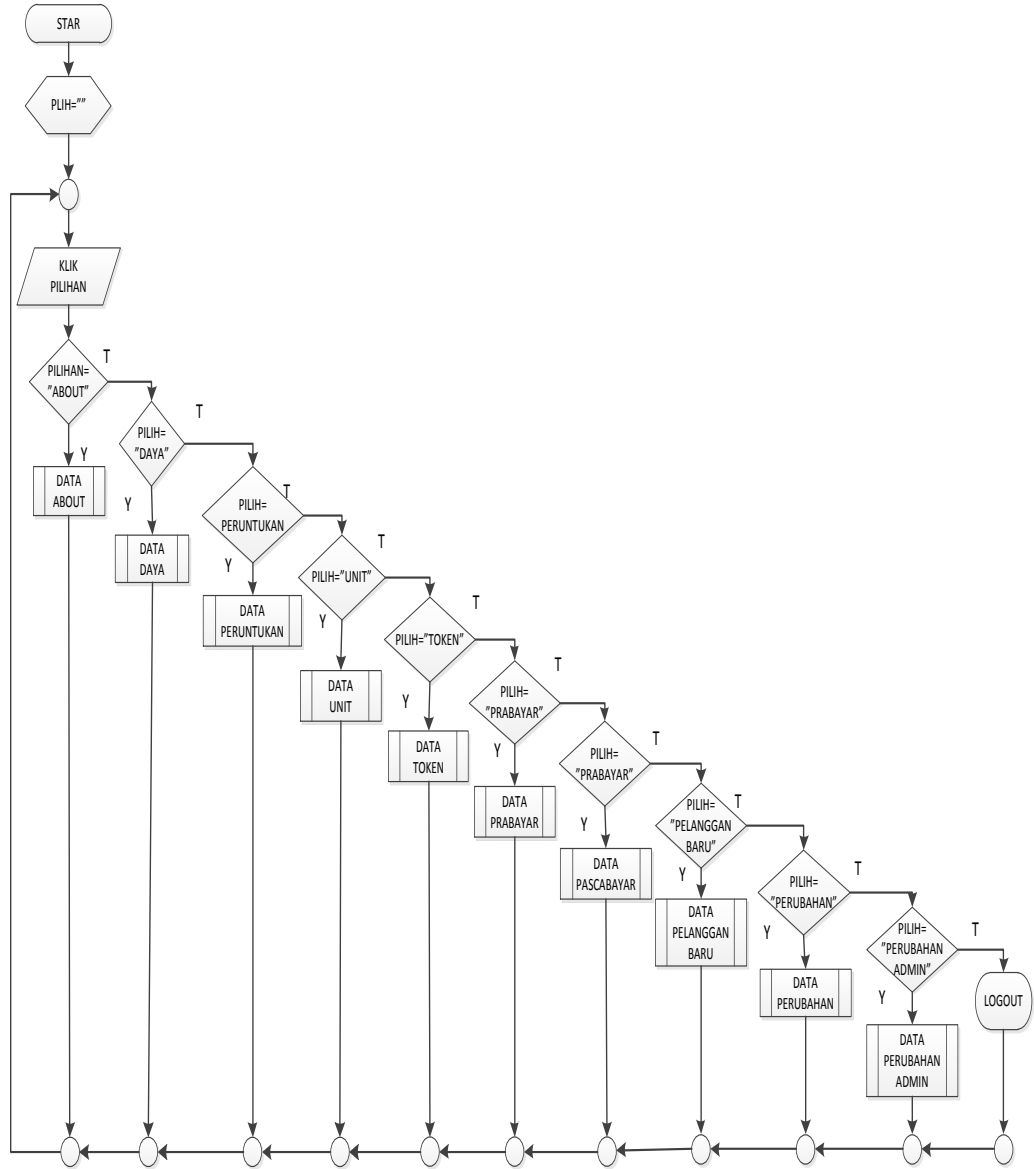 STAR
PLIH=""
KLIK
PILIHAN
PILIHAN=
"ABOUT"
T
Y
DATA
ABOUT
PILIH=
"DAYA"
T
Y
DATA
DAYA
PILIH=
PERUNTUKAN
T
Y
DATA
PERUNTUKAN
PILIH="UNIT"
T
Y
DATA
UNIT
PILIH="TOKEN"
T
Y
DATA
TOKEN
PILIH=
"PRABAYAR"
T
Y
DATA
PRABAYAR
PILIH=
"PRABAYAR"
T
Y
DATA
PASCABAYAR
PILIH=
"PELANGGAN
BARU"
T
Y
DATA
PELANGGAN
BARU
PILIH=
"PERUBAHAN"
T
Y
DATA
PERUBAHAN
PILIH=
"PERUBAHAN
ADMIN"
T
Y
DATA
PERUBAHAN
ADMIN
LOGOUT